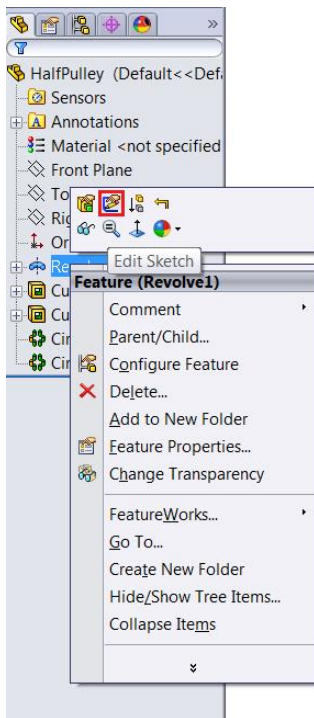 »
HalfPulley (Default<<Def
Sensors
Annotations
Material <not specified
Front Plane
To
Rig
Or
Re
Edit Sketch
Cu
Feature (Revolve1)
Cu
Comment
Cir
Parent/Child...
Cir
Configure Feature
Delete...
Add to New Folder
Feature Properties...
Change Transparency
FeatureWorks...
Go To...
Create New Folder
Hide/Show Tree Items...
Collapse Items